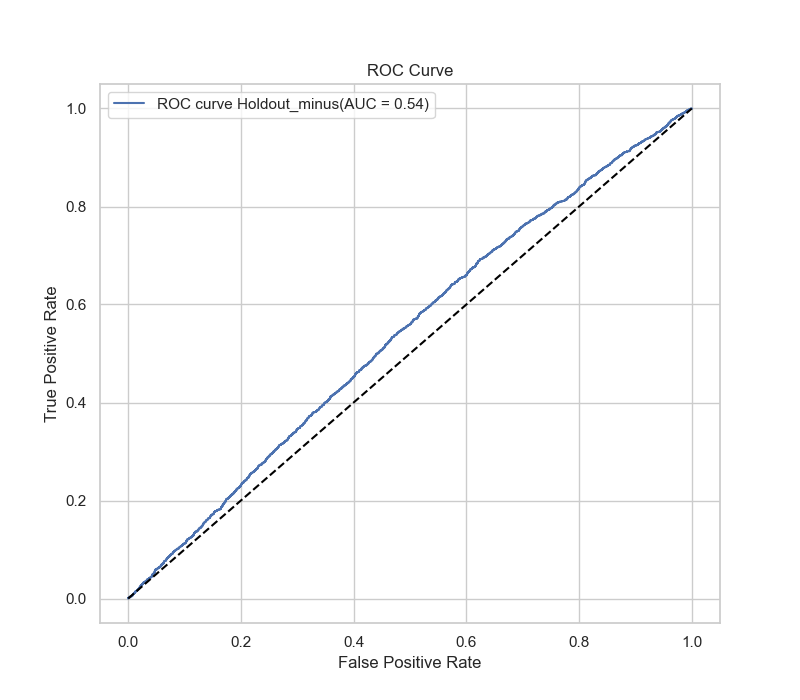 ROC Curve
ROC curve Holdout_minus(AUC = 0.54)
1.0
0.8
0.6
0.4
0.2
0.0
True Positive Rate
0.0 0.2 0.4 0.6 0.8 1.0
False Positive Rate